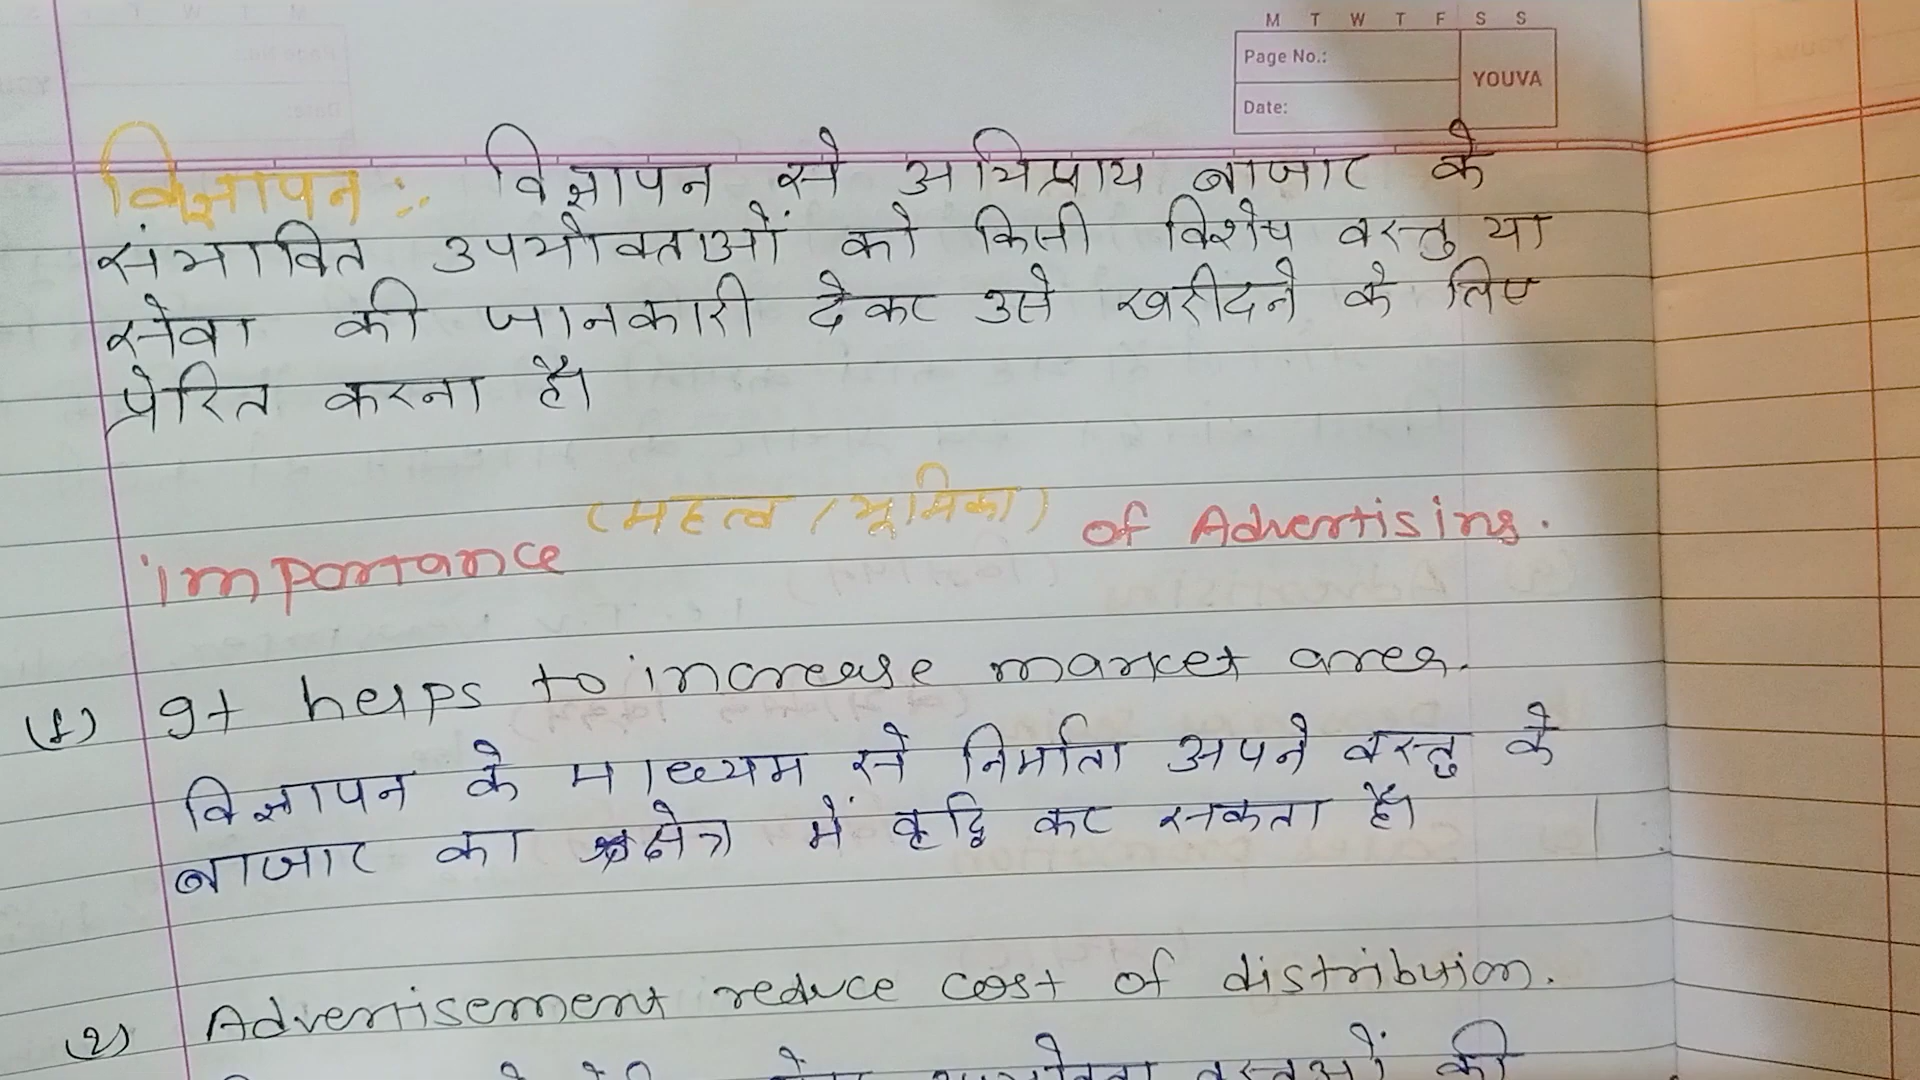 M T W T F S S
Page No.:
YOUVA
Date:
विज्ञापन :- विज्ञापन से अभिप्राय बाजार के
संभावित उपभोक्ताओं को किसी विशेष वस्तु या
सेवा की जानकारी देकर उसे खरीदने के लिए
प्रेरित करना है।
importance (महत्व / भूमिका) of Advertising.
(1) It helps to increase market area.
विज्ञापन के माध्यम से निर्माता अपने वस्तु के
बाजार का क्षेत्र में वृद्धि कर सकता है।
(2) Advertisement reduce cost of distribution.
वस्तुओं की